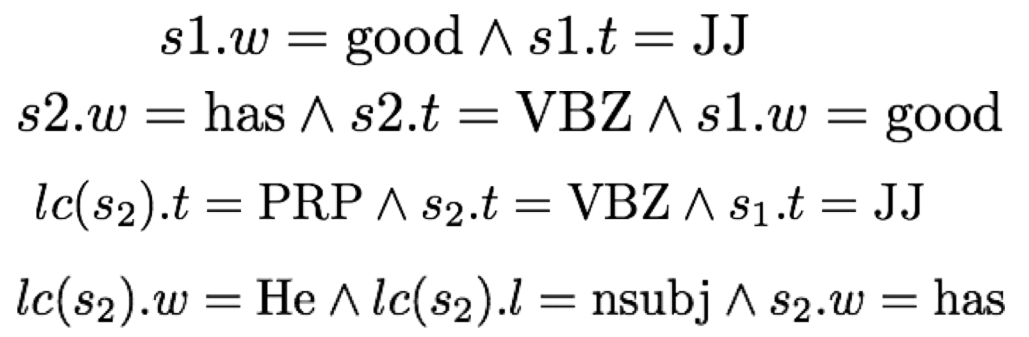 s1.w = good ∧ s1.t = JJ
s2.w = has ∧ s2.t = VBZ ∧ s1.w = good
lc(s₂).t = PRP ∧ s₂.t = VBZ ∧ s₁.t = JJ
lc(s₂).w = He ∧ lc(s₂).l = nsubj ∧ s₂.w = has